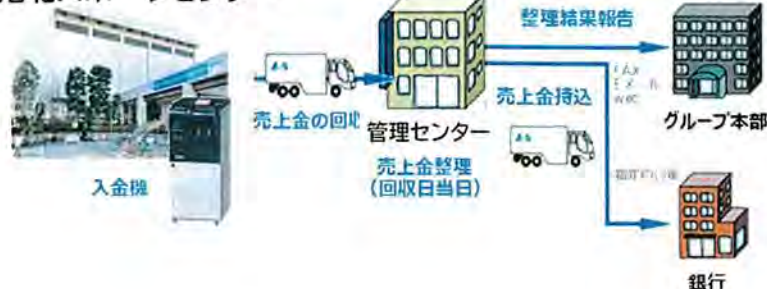 整理結果報告
売上金の回収
管理センター
売上金持込
グループ本部
入金機
売上金整理
（回収日当日）
銀行